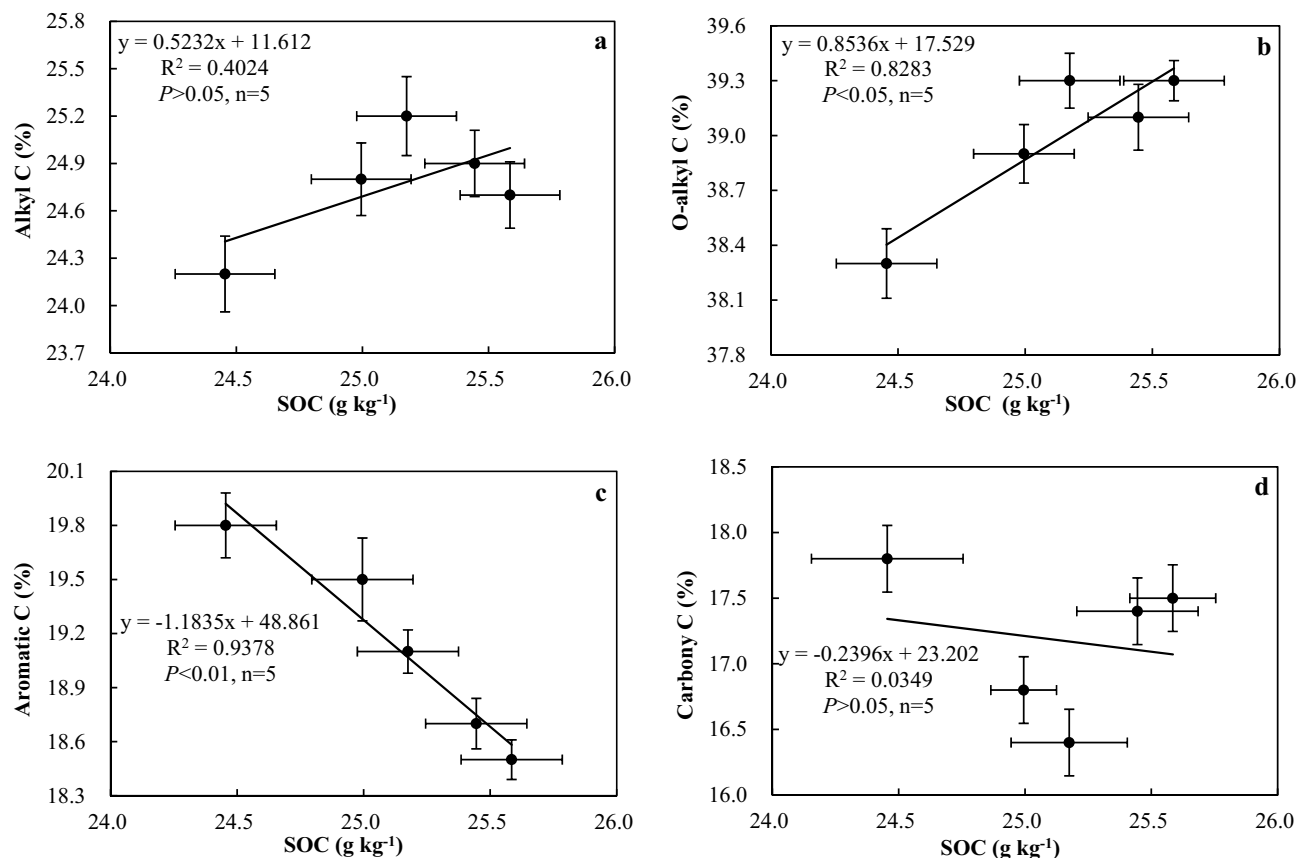 a
y = 0.5232x + 11.612
R² = 0.4024
P>0.05, n=5
Alkyl C (%)
25.8
25.5
25.2
24.9
24.6
24.3
24.0
23.7
24.0 24.5 25.0 25.5 26.0
SOC (g kg⁻¹)
b
y = 0.8536x + 17.529
R² = 0.8283
P<0.05, n=5
O-alkyl C (%)
39.6
39.3
39.0
38.7
38.4
38.1
37.8
24.0 24.5 25.0 25.5 26.0
SOC (g kg⁻¹)
c
y = -1.1835x + 48.861
R² = 0.9378
P<0.01, n=5
Aromatic C (%)
20.1
19.8
19.5
19.2
18.9
18.6
18.3
24.0 24.5 25.0 25.5 26.0
SOC (g kg⁻¹)
d
y = -0.2396x + 23.202
R² = 0.0349
P>0.05, n=5
Carbony C (%)
18.5
18.0
17.5
17.0
16.5
16.0
24.0 24.5 25.0 25.5 26.0
SOC (g kg⁻¹)